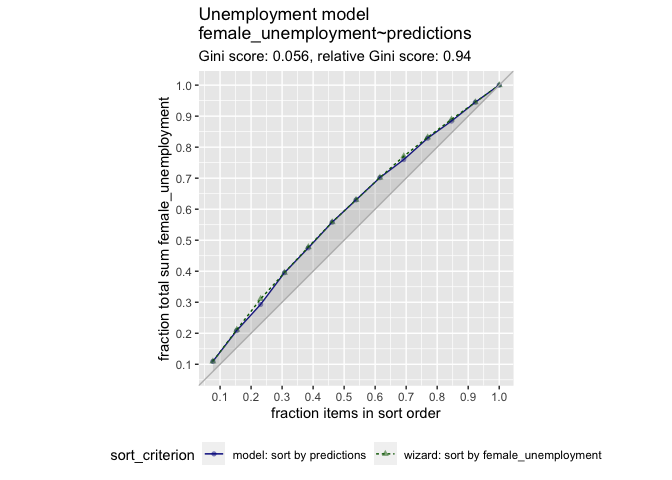 Unemployment model
female_unemployment~predictions
Gini score: 0.056, relative Gini score: 0.94
fraction total sum female_unemployment
1.0
0.9
0.8
0.7
0.6
0.5
0.4
0.3
0.2
0.1
0.1 0.2 0.3 0.4 0.5 0.6 0.7 0.8 0.9 1.0
fraction items in sort order
sort_criterion model: sort by predictions wizard: sort by female_unemployment